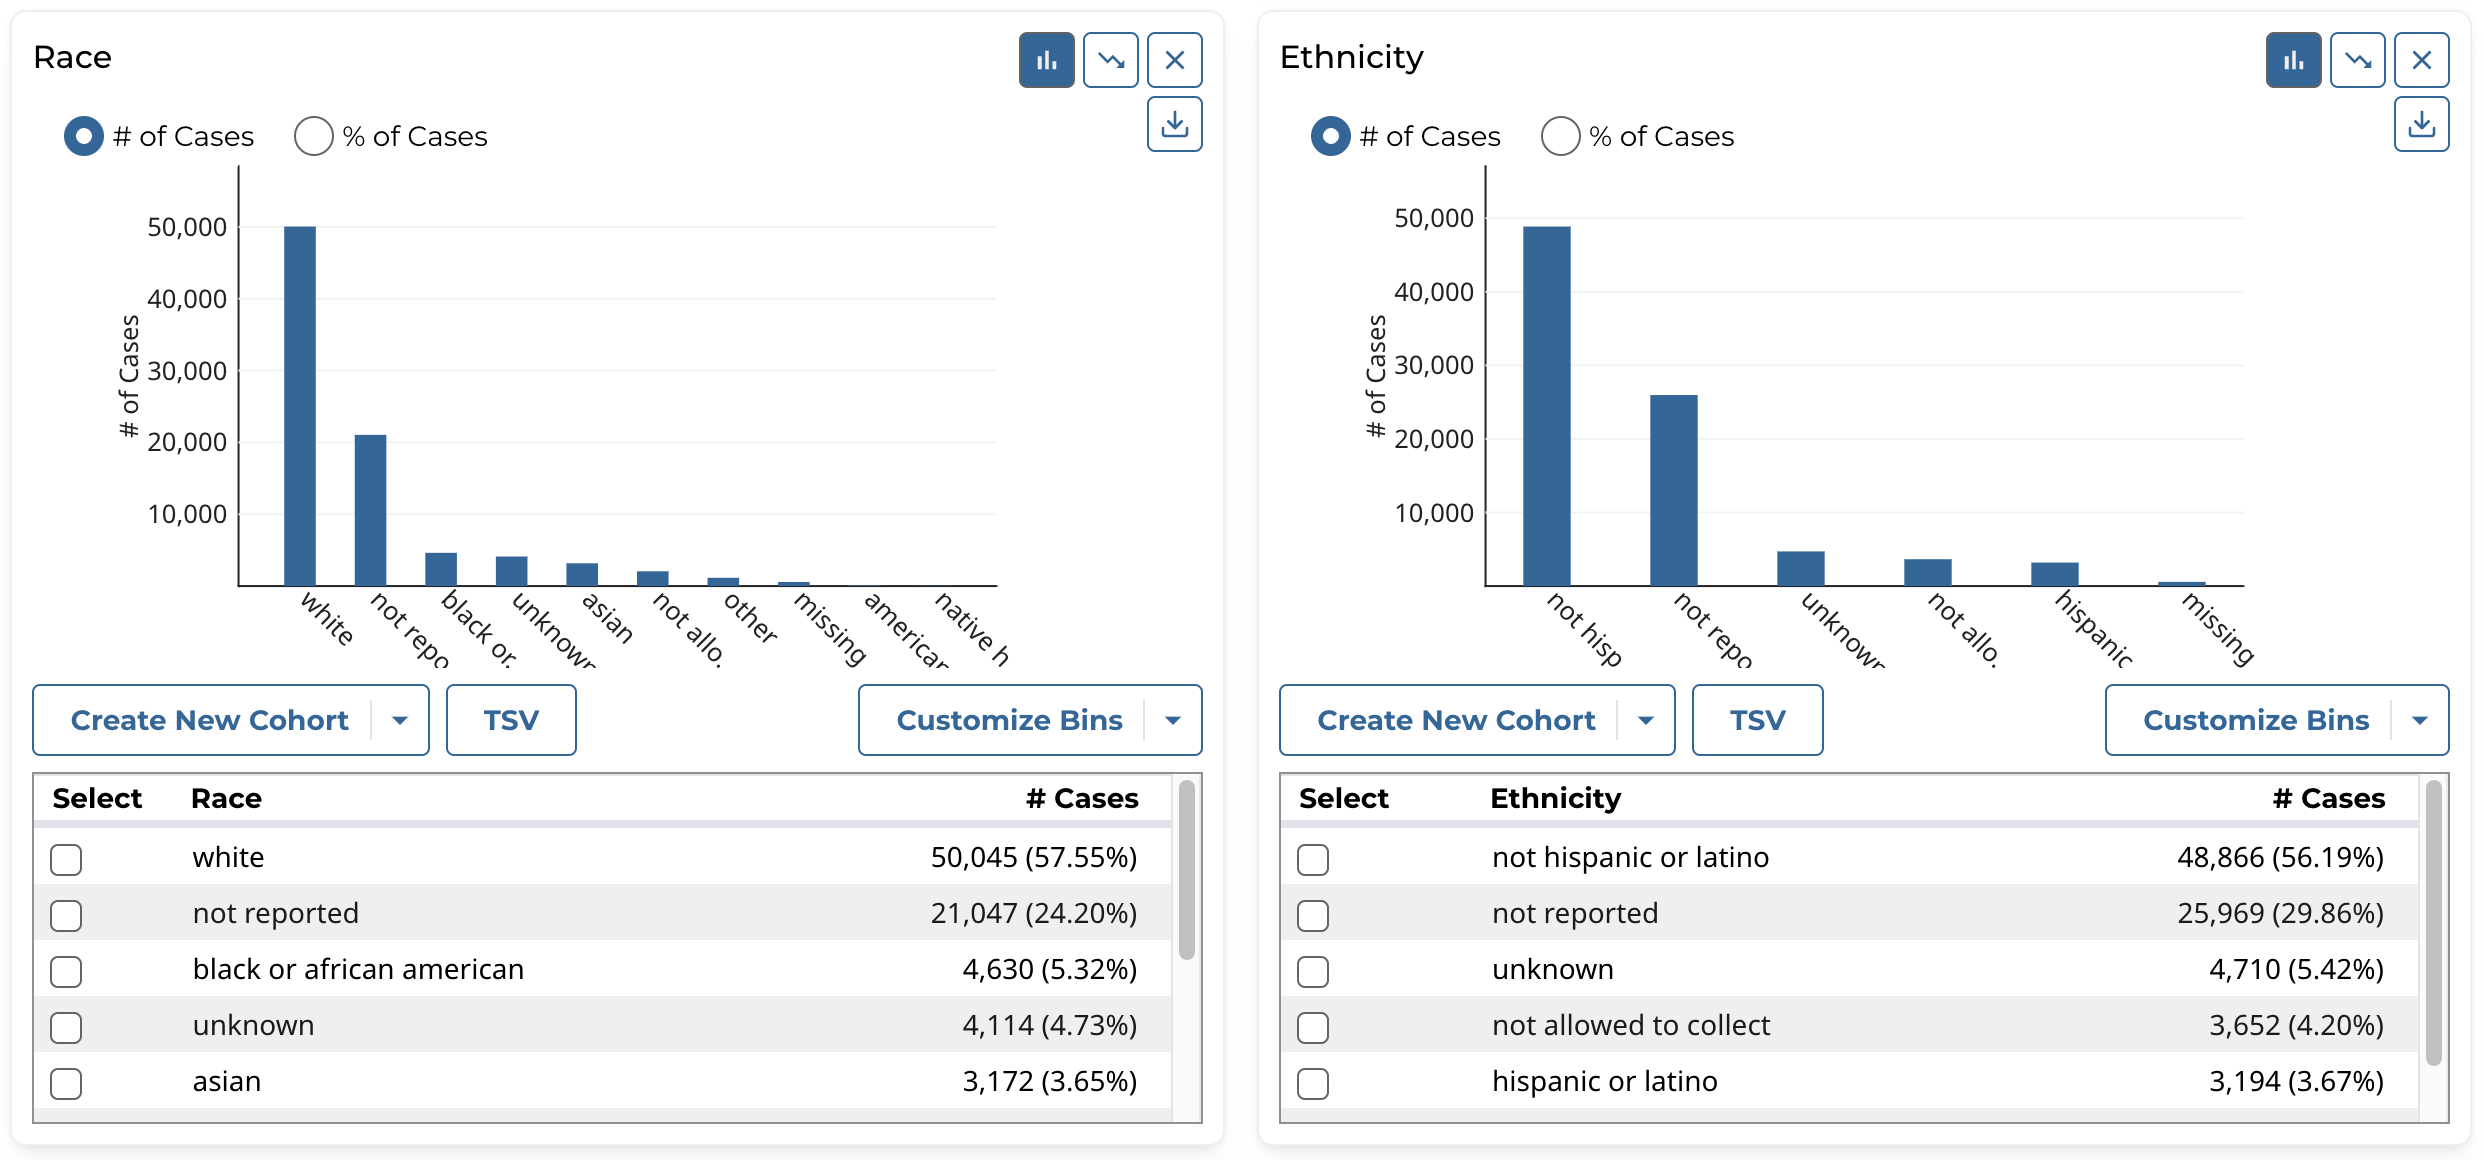 Race
# of Cases
% of Cases
# of Cases
50,000
40,000
30,000
20,000
10,000
white
not repo
black or.
unknown
asian
not allo.
other
missing
american
native h
Create New Cohort
TSV
Customize Bins
Select Race # Cases
white 50,045 (57.55%)
not reported 21,047 (24.20%)
black or african american 4,630 (5.32%)
unknown 4,114 (4.73%)
asian 3,172 (3.65%)
Ethnicity
# of Cases
% of Cases
# of Cases
50,000
40,000
30,000
20,000
10,000
not hisp
not repo
unknown
not allo.
hispanic
missing
Create New Cohort
TSV
Customize Bins
Select Ethnicity # Cases
not hispanic or latino 48,866 (56.19%)
not reported 25,969 (29.86%)
unknown 4,710 (5.42%)
not allowed to collect 3,652 (4.20%)
hispanic or latino 3,194 (3.67%)